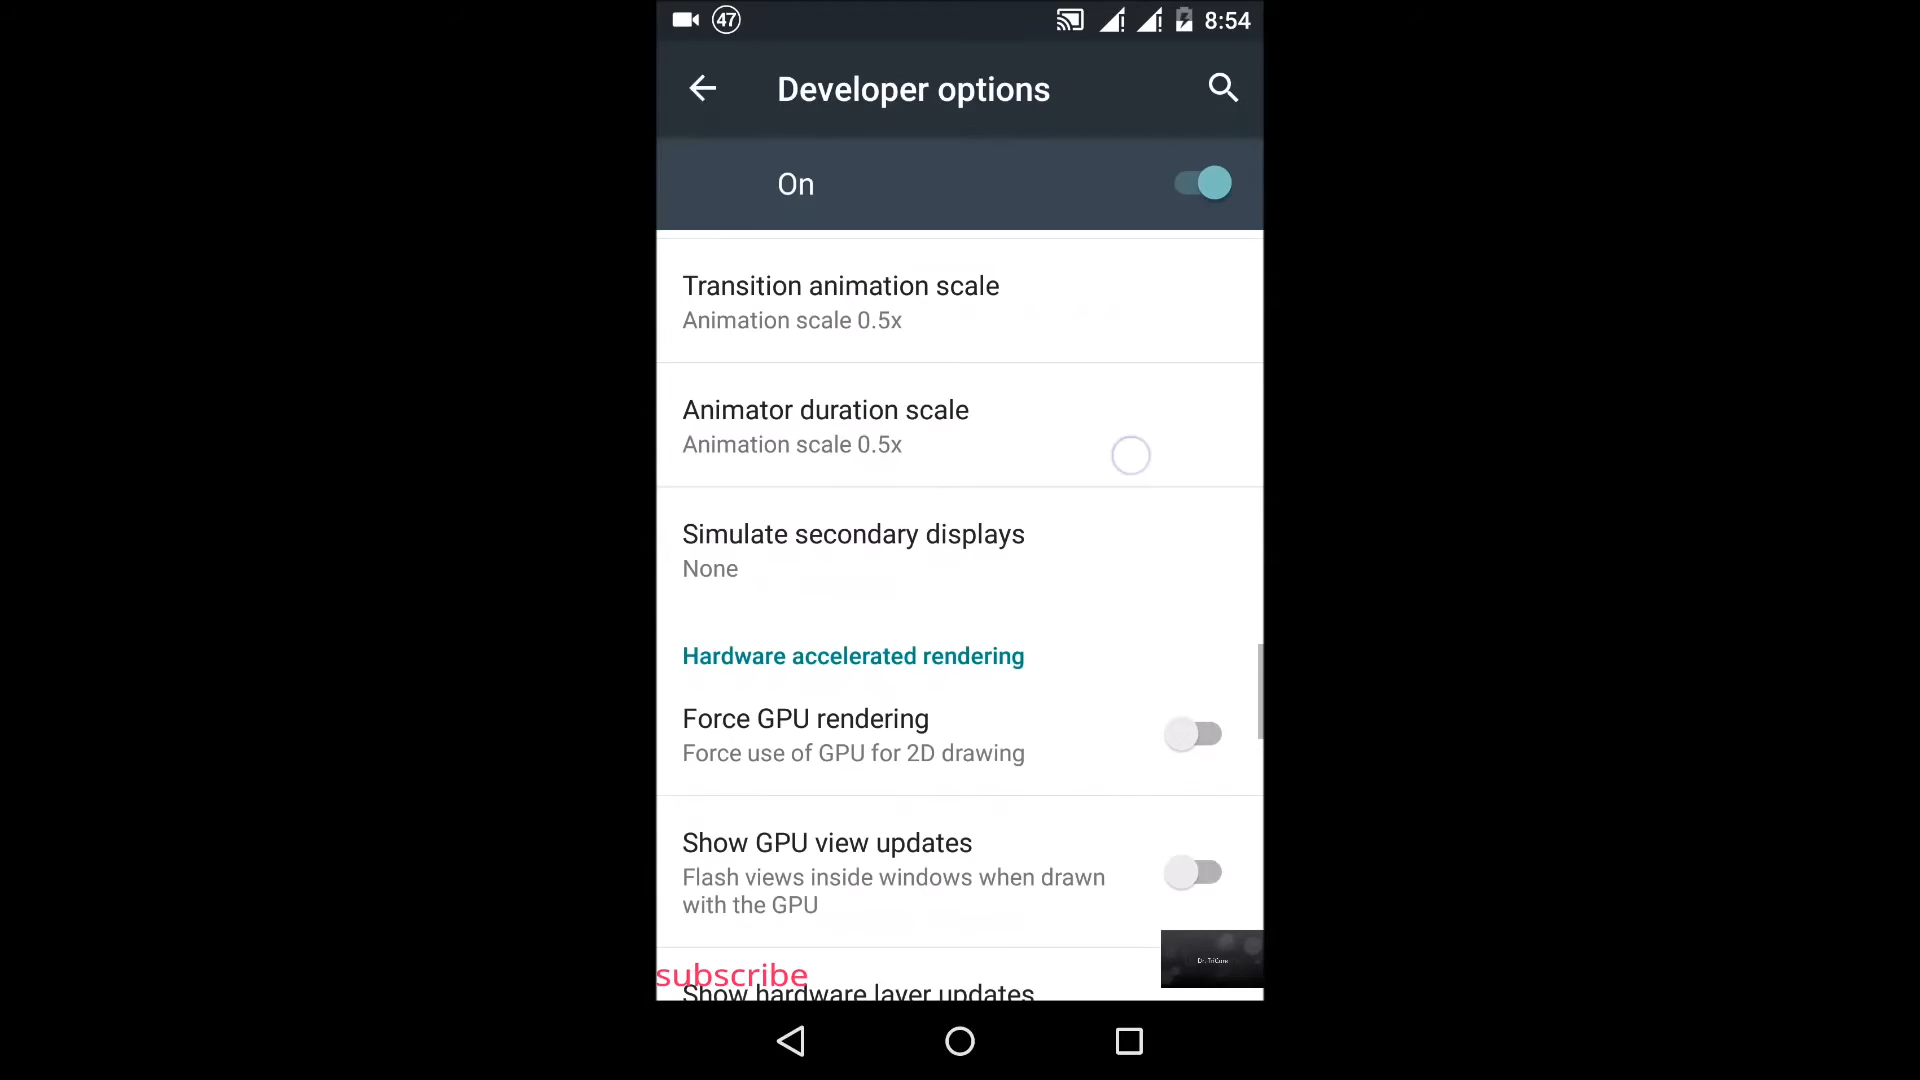 47
8:54
Developer options
On
Transition animation scale
Animation scale 0.5x
Animator duration scale
Animation scale 0.5x
Simulate secondary displays
None
Hardware accelerated rendering
Force GPU rendering
Force use of GPU for 2D drawing
Show GPU view updates
Flash views inside windows when drawn
with the GPU
subscribe
Show hardware layer updates